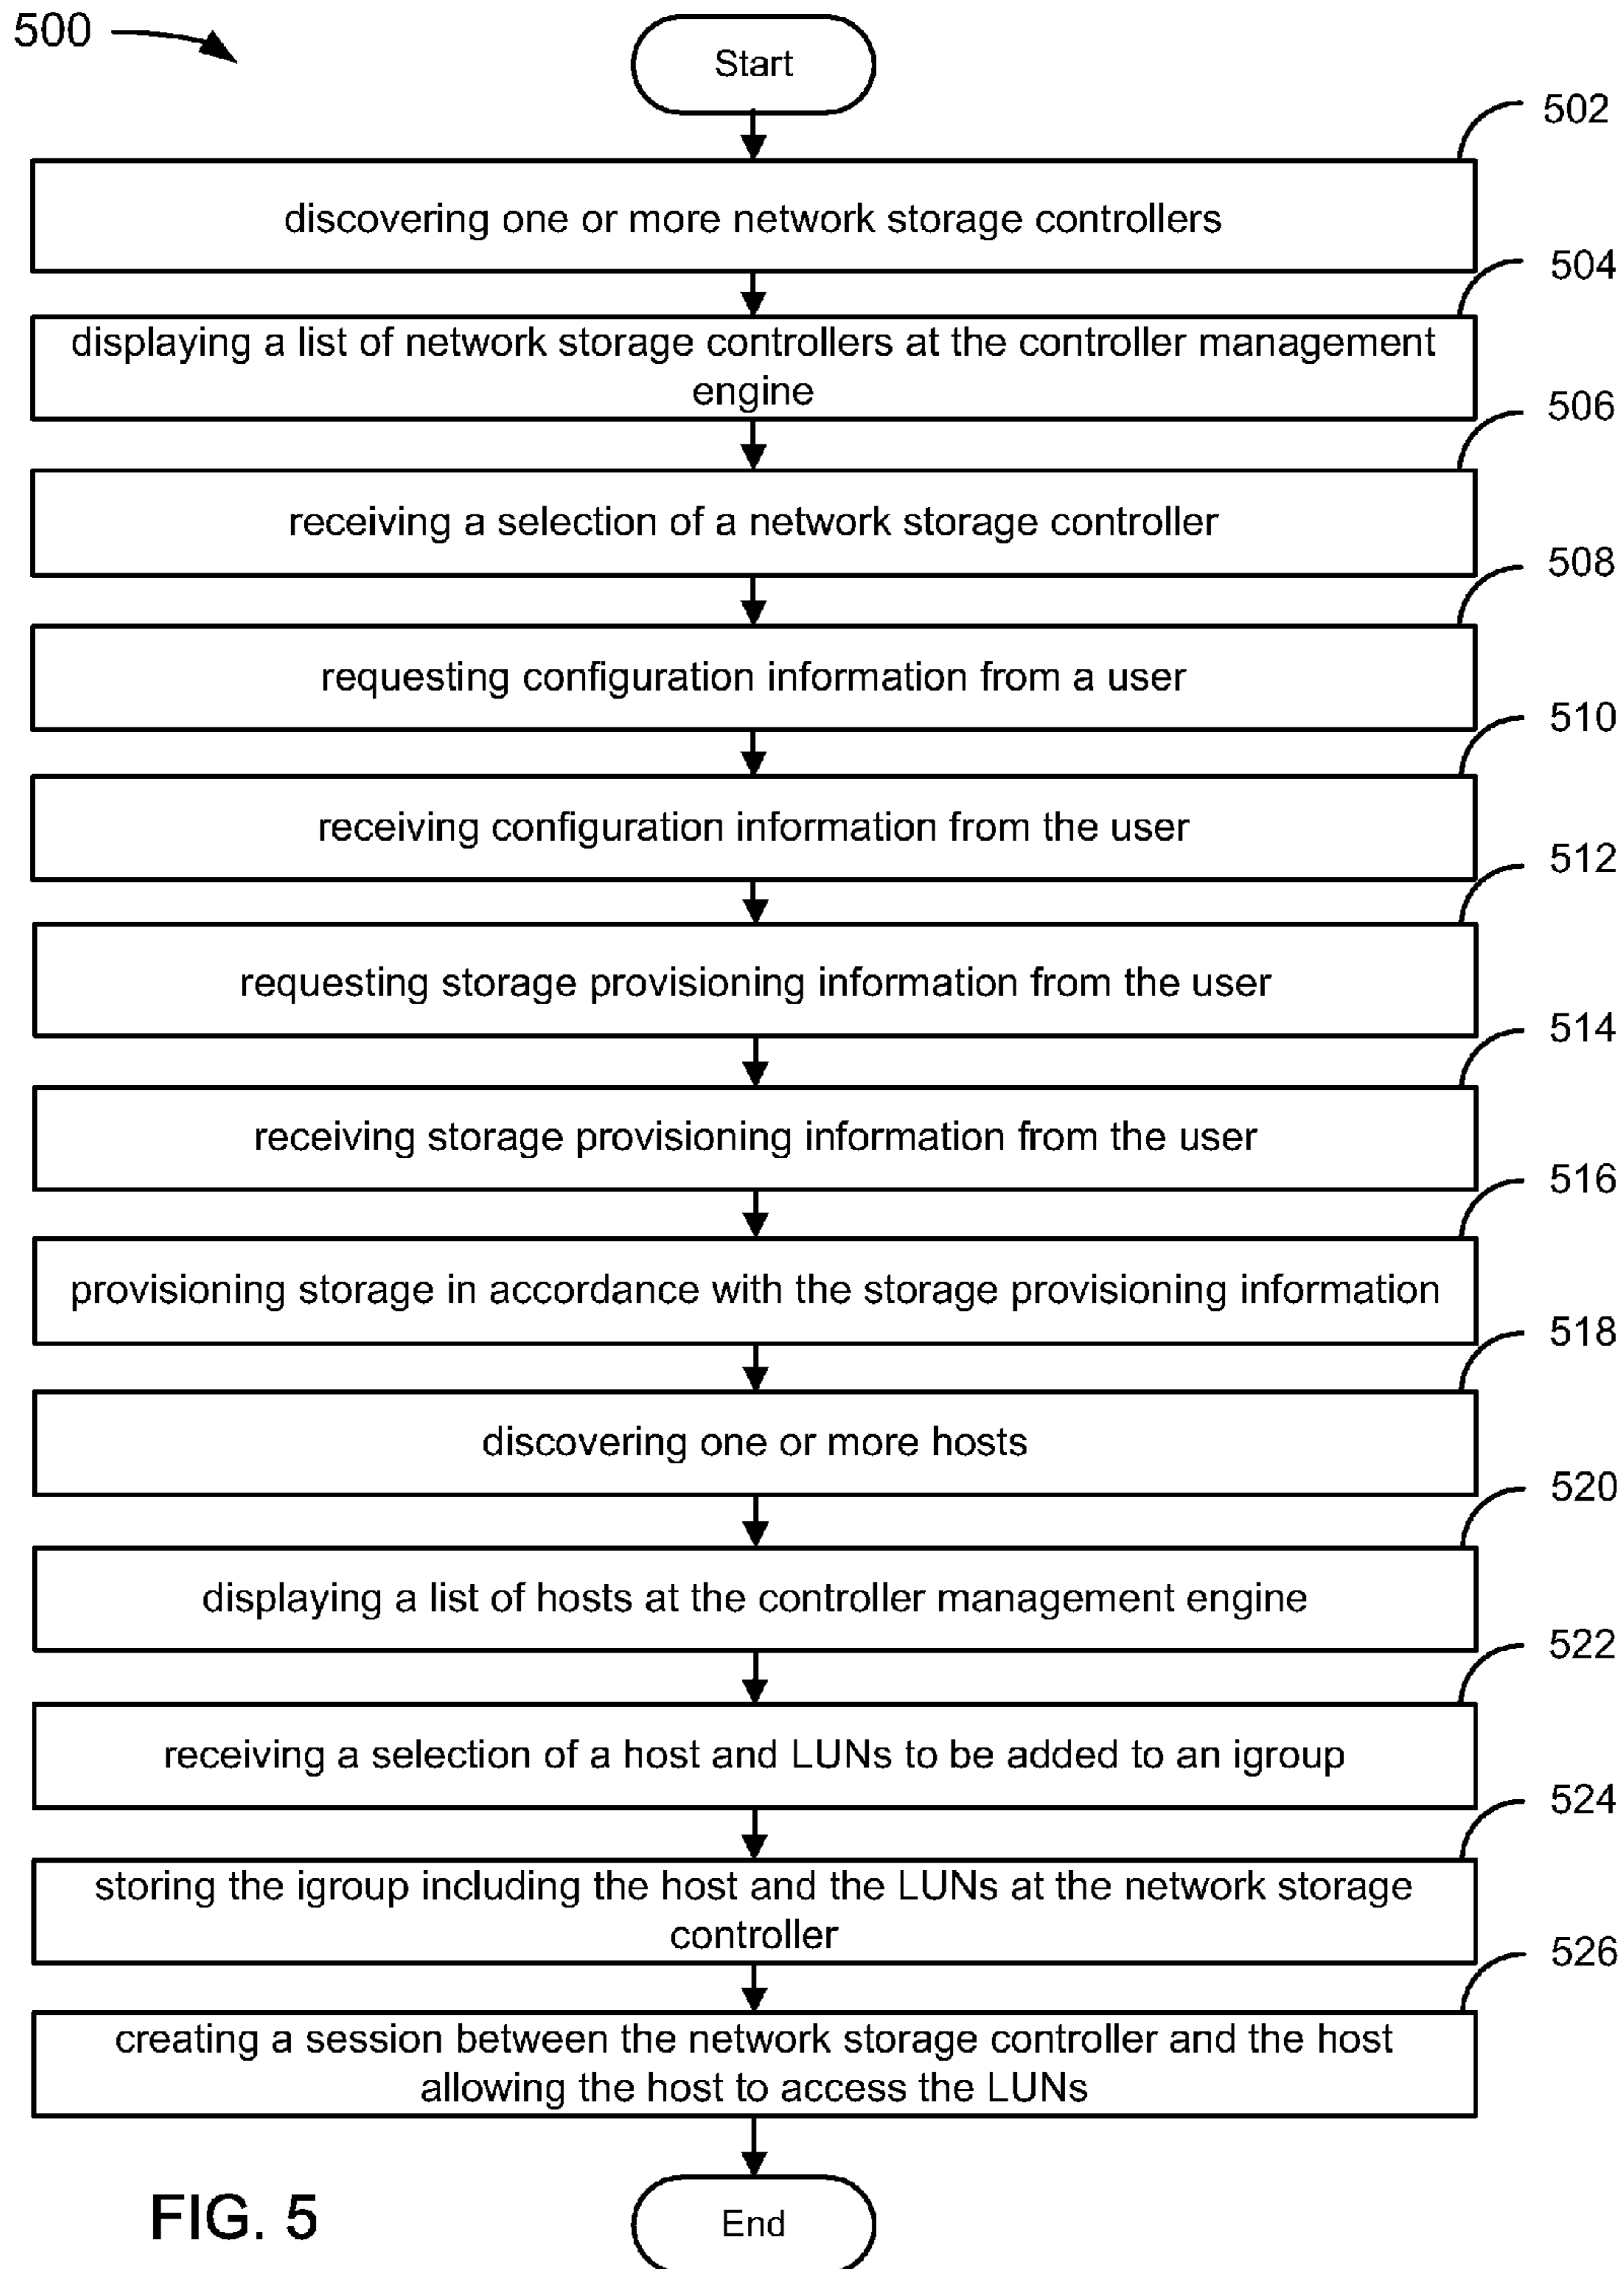 500
Start
502
discovering one or more network storage controllers
504
displaying a list of network storage controllers at the controller management
engine
506
receiving a selection of a network storage controller
508
requesting configuration information from a user
510
receiving configuration information from the user
512
requesting storage provisioning information from the user
514
receiving storage provisioning information from the user
516
provisioning storage in accordance with the storage provisioning information
518
discovering one or more hosts
520
displaying a list of hosts at the controller management engine
522
receiving a selection of a host and LUNs to be added to an igroup
524
storing the igroup including the host and the LUNs at the network storage
controller
526
creating a session between the network storage controller and the host
allowing the host to access the LUNs
End
FIG. 5